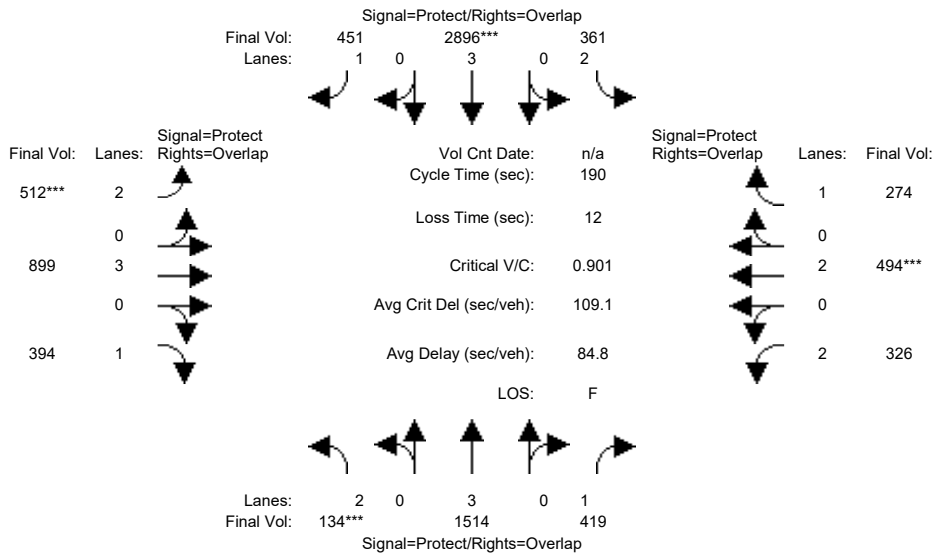 Signal=Protect/Rights=Overlap
Final Vol: 451 2896*** 361
Lanes: 1 0 3 0 2
Signal=Protect
Final Vol: Lanes: Rights=Overlap
Vol Cnt Date: n/a
Signal=Protect
Rights=Overlap Lanes: Final Vol:
Cycle Time (sec): 190
512*** 2
1 274
Loss Time (sec): 12
0
0
899 3
Critical V/C: 0.901
2 494***
0
Avg Crit Del (sec/veh): 109.1
0
394 1
Avg Delay (sec/veh): 84.8
2 326
LOS: F
Lanes: 2 0 3 0 1
Final Vol: 134*** 1514 419
Signal=Protect/Rights=Overlap